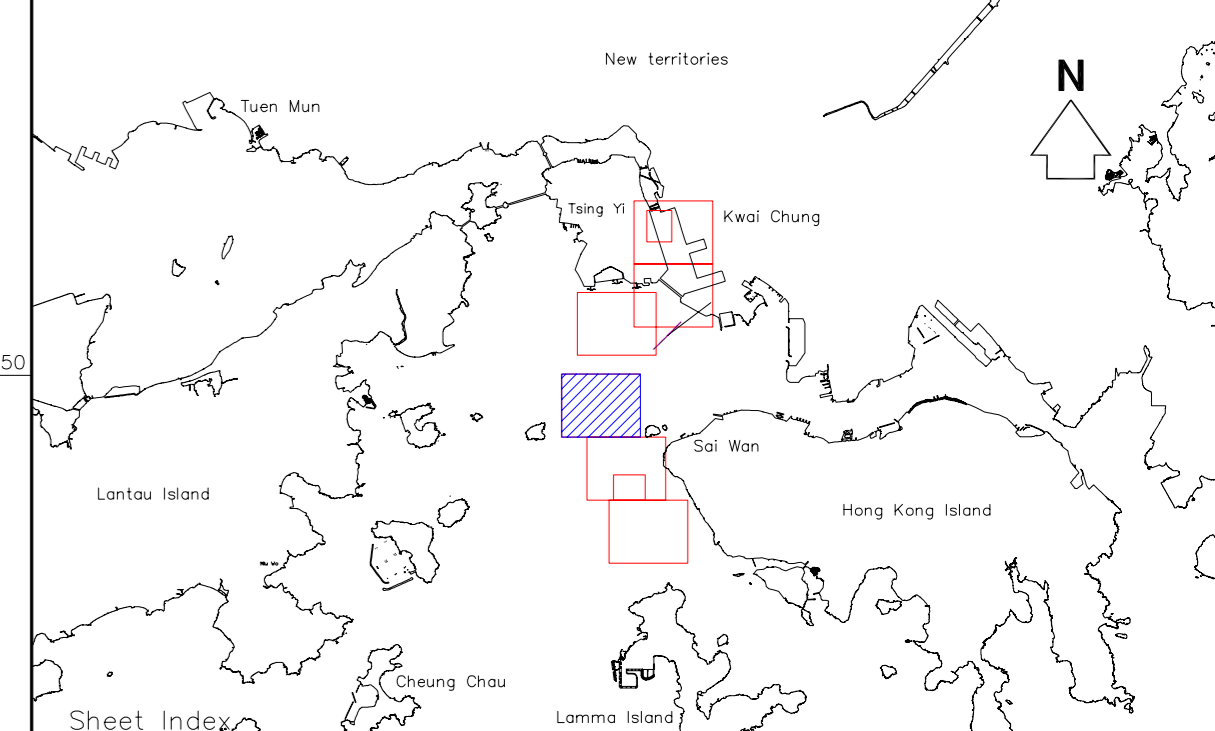 New territories
N
Tuen Mun
Tsing Yi
Kwai Chung
50
Sai Wan
Lantau Island
Hong Kong Island
Cheung Chau
Lamma Island
Sheet Index